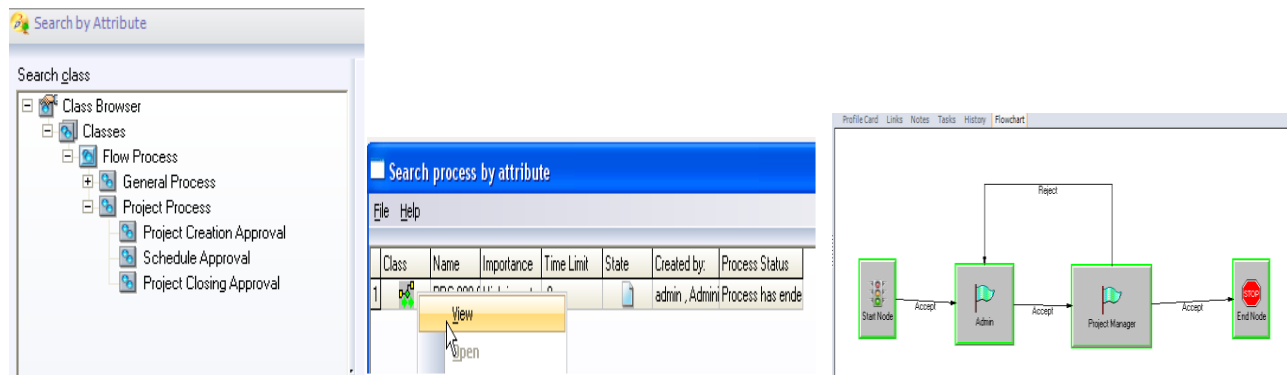 Search by Attribute
Search class
Class Browser
Classes
Flow Process
General Process
Project Process
Project Creation Approval
Schedule Approval
Project Closing Approval
Search process by attribute
File Help
Class Name Importance Time Limit State Created by: Process Status
1 admin , Admini Process has ende
View
Open
Profile Card Links Notes Tasks History Flowchart
Reject
Start Node Accept Admin Accept Project Manager Accept STOP End Node